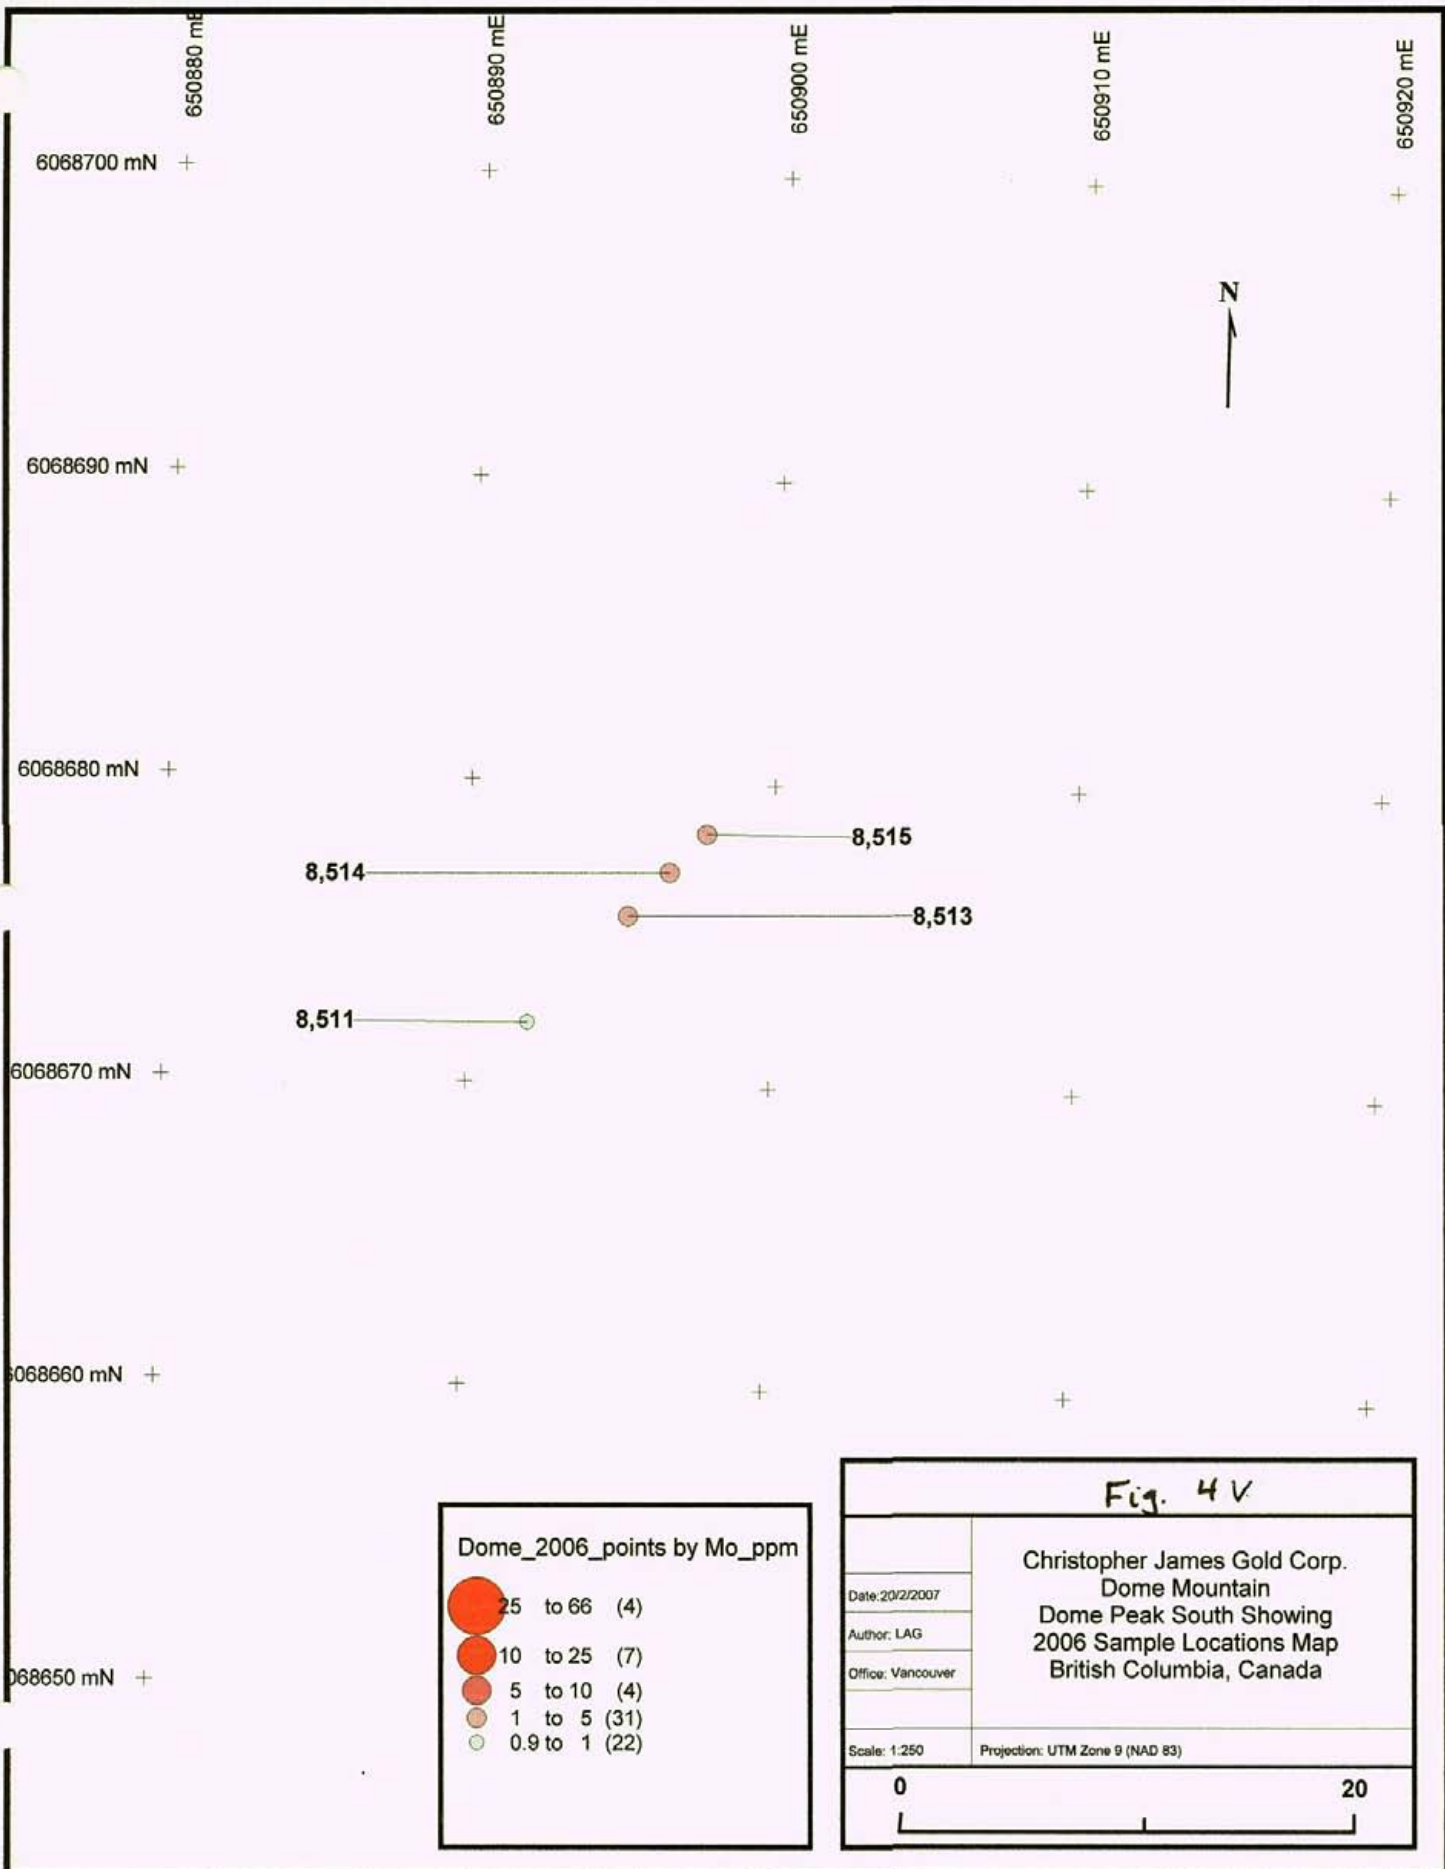 650880 mE
650890 mE
650900 mE
650910 mE
650920 mE
6068700 mN
N
6068690 mN
6068680 mN
8,515
8,514
8,513
8,511
6068670 mN
6068660 mN
068650 mN
Fig. 4 V
Dome_2006_points by Mo_ppm
25 to 66 (4)
10 to 25 (7)
5 to 10 (4)
1 to 5 (31)
0.9 to 1 (22)
Christopher James Gold Corp.
Dome Mountain
Dome Peak South Showing
2006 Sample Locations Map
British Columbia, Canada
Date:20/2/2007
Author: LAG
Office: Vancouver
Scale: 1:250
Projection: UTM Zone 9 (NAD 83)
0 20